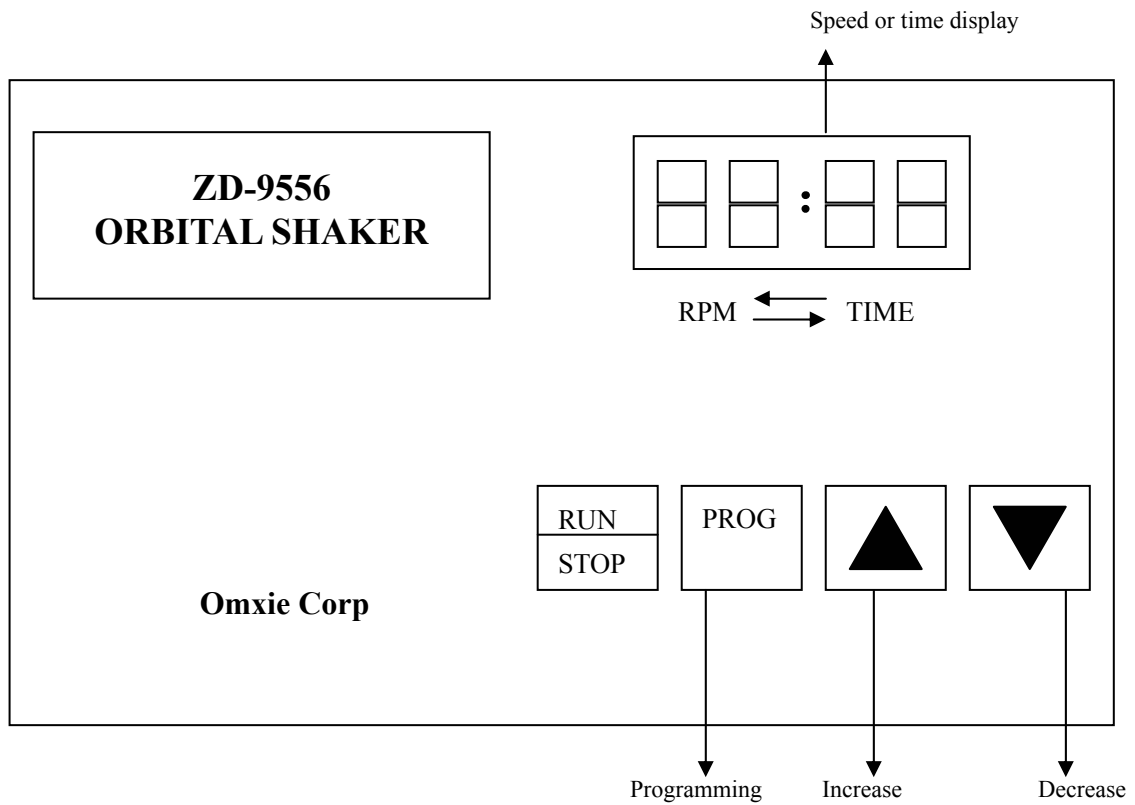 Speed or time display
ZD-9556
ORBITAL SHAKER
RPM TIME
RUN
STOP
PROG
Omxie Corp
Programming Increase Decrease